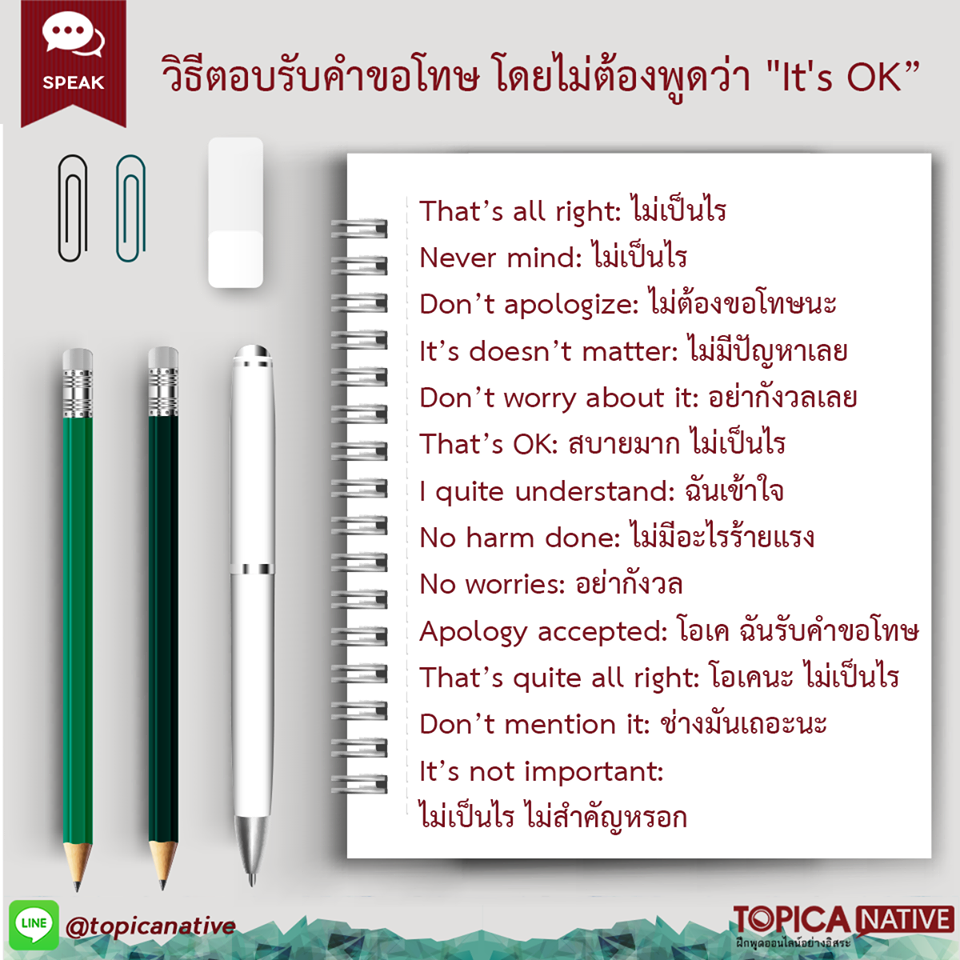 SPEAK
วิธีตอบรับคำขอโทษ โดยไม่ต้องพูดว่า "It's OK”
That’s all right: ไม่เป็นไร
Never mind: ไม่เป็นไร
Don’t apologize: ไม่ต้องขอโทษนะ
It’s doesn’t matter: ไม่มีปัญหาเลย
Don’t worry about it: อย่ากังวลเลย
That’s OK: สบายมาก ไม่เป็นไร
I quite understand: ฉันเข้าใจ
No harm done: ไม่มีอะไรร้ายแรง
No worries: อย่ากังวล
Apology accepted: โอเค ฉันรับคำขอโทษ
That’s quite all right: โอเคนะ ไม่เป็นไร
Don’t mention it: ช่างมันเถอะนะ
It’s not important:
ไม่เป็นไร ไม่สำคัญหรอก
LINE @topicanative
TOPICA NATIVE
ฝึกพูดออนไลน์อย่างอิสระ